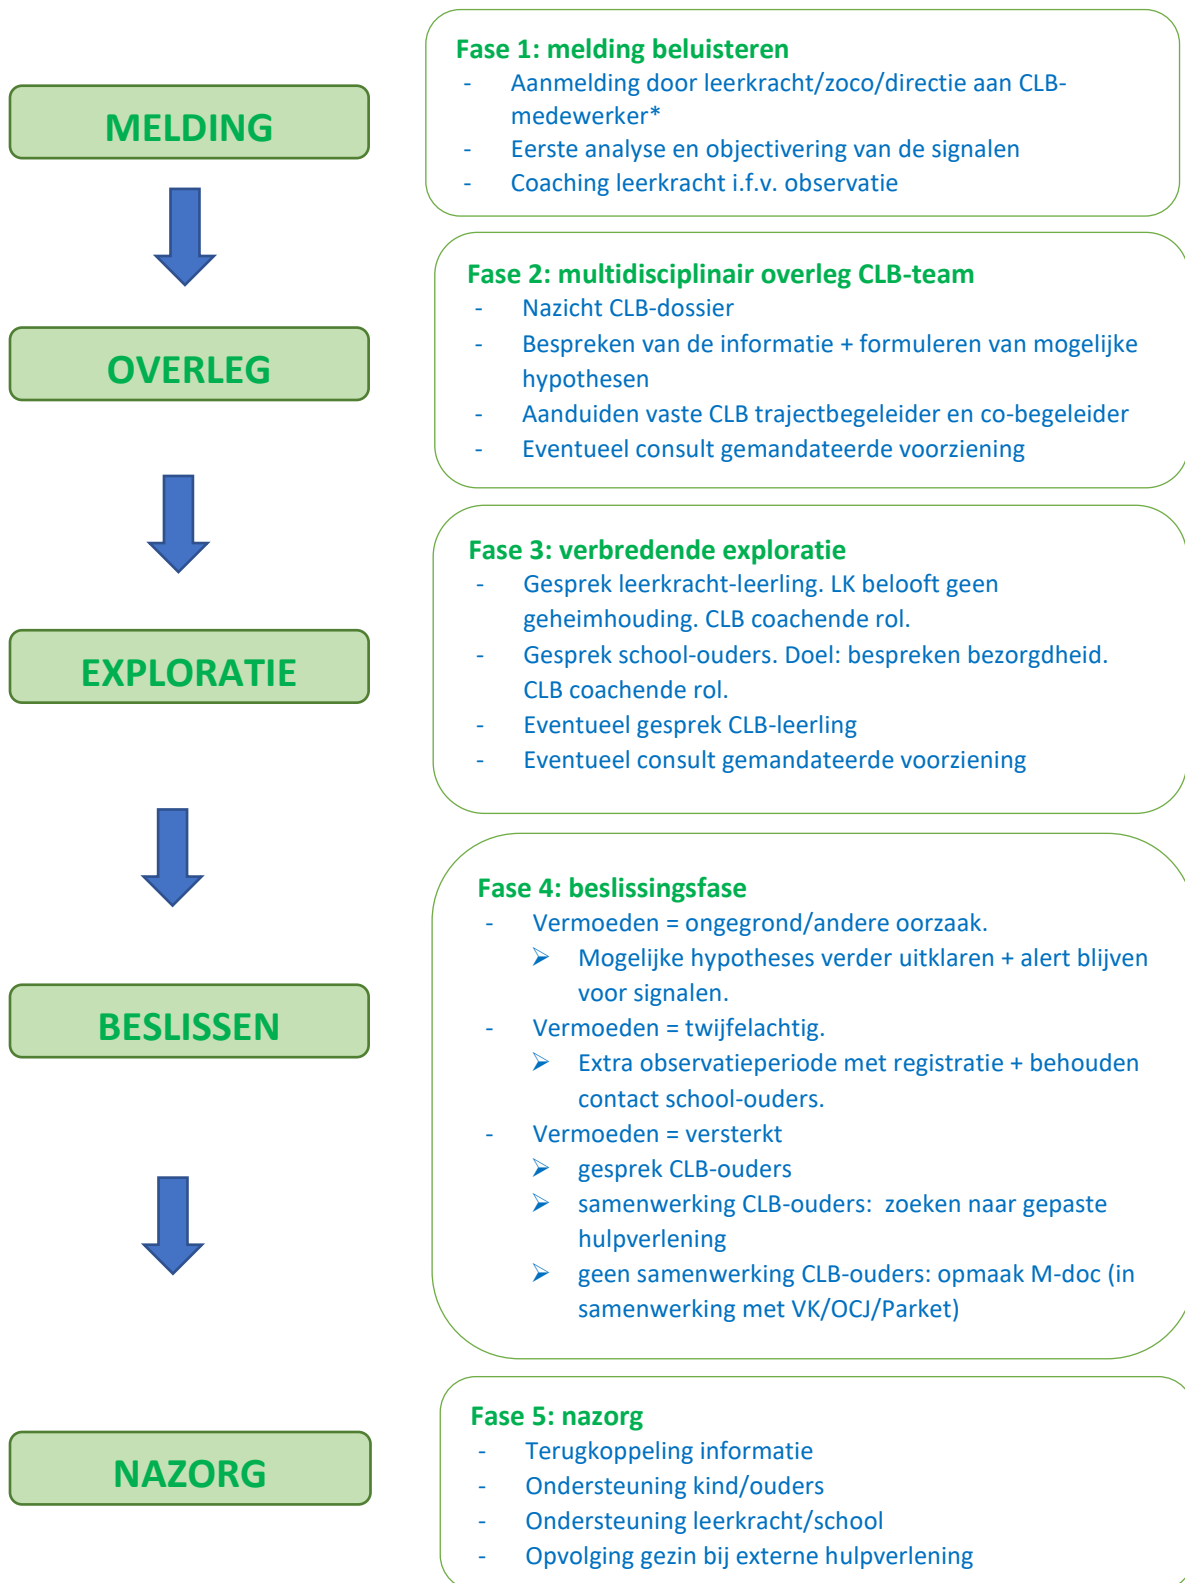 MELDING
Fase 1: melding beluisteren
- Aanmelding door leerkracht/zoco/directie aan CLB-
medewerker*
- Eerste analyse en objectivering van de signalen
- Coaching leerkracht i.f.v. observatie
OVERLEG
Fase 2: multidisciplinair overleg CLB-team
- Nazicht CLB-dossier
- Bespreken van de informatie + formuleren van mogelijke
hypothesen
- Aanduiden vaste CLB trajectbegeleider en co-begeleider
- Eventueel consult gemandateerde voorziening
EXPLORATIE
Fase 3: verbredende exploratie
- Gesprek leerkracht-leerling. LK belooft geen
geheimhouding. CLB coachende rol.
- Gesprek school-ouders. Doel: bespreken bezorgdheid.
CLB coachende rol.
- Eventueel gesprek CLB-leerling
- Eventueel consult gemandateerde voorziening
BESLISSEN
Fase 4: beslissingsfase
- Vermoeden = ongegrond/andere oorzaak.
➢ Mogelijke hypotheses verder uitklaren + alert blijven
voor signalen.
- Vermoeden = twijfelachtig.
➢ Extra observatieperiode met registratie + behouden
contact school-ouders.
- Vermoeden = versterkt
➢ gesprek CLB-ouders
➢ samenwerking CLB-ouders: zoeken naar gepaste
hulpverlening
➢ geen samenwerking CLB-ouders: opmaak M-doc (in
samenwerking met VK/OCJ/Parket)
NAZORG
Fase 5: nazorg
- Terugkoppeling informatie
- Ondersteuning kind/ouders
- Ondersteuning leerkracht/school
- Opvolging gezin bij externe hulpverlening